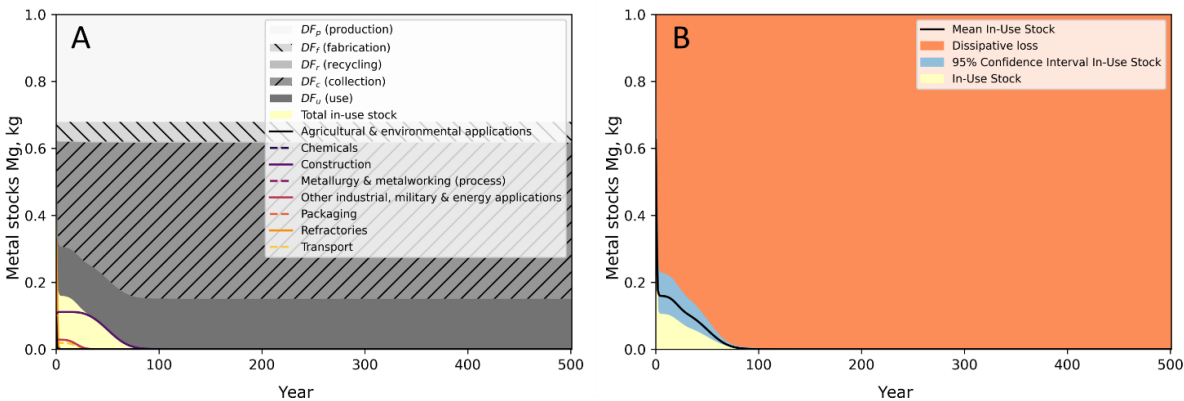 A
DF_p (production)
DF_f (fabrication)
DF_r (recycling)
DF_c (collection)
DF_u (use)
Total in-use stock
Agricultural & environmental applications
Chemicals
Construction
Metallurgy & metalworking (process)
Other industrial, military & energy applications
Packaging
Refractories
Transport
Metal stocks Mg, kg
1.0
0.8
0.6
0.4
0.2
0.0
0
100
200
300
400
500
Year
B
Mean In-Use Stock
Dissipative loss
95% Confidence Interval In-Use Stock
In-Use Stock
Metal stocks Mg, kg
1.0
0.8
0.6
0.4
0.2
0.0
0
100
200
300
400
500
Year